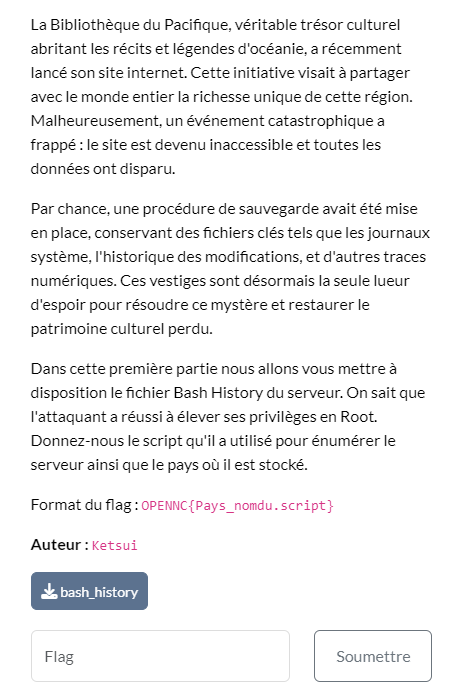 La Bibliothèque du Pacifique, véritable trésor culturel
abritant les récits et légendes d'océanie, a récemment
lancé son site internet. Cette initiative visait à partager
avec le monde entier la richesse unique de cette région.
Malheureusement, un événement catastrophique a
frappé : le site est devenu inaccessible et toutes les
données ont disparu.
Par chance, une procédure de sauvegarde avait été mise
en place, conservant des fichiers clés tels que les journaux
système, l'historique des modifications, et d'autres traces
numériques. Ces vestiges sont désormais la seule lueur
d'espoir pour résoudre ce mystère et restaurer le
patrimoine culturel perdu.
Dans cette première partie nous allons vous mettre à
disposition le fichier Bash History du serveur. On sait que
l'attaquant a réussi à élever ses privilèges en Root.
Donnez-nous le script qu'il a utilisé pour énumérer le
serveur ainsi que le pays où il est stocké.
Format du flag : OPENNC{Pays_nomdu.script}
Auteur : Ketsui
bash_history
Flag
Soumettre